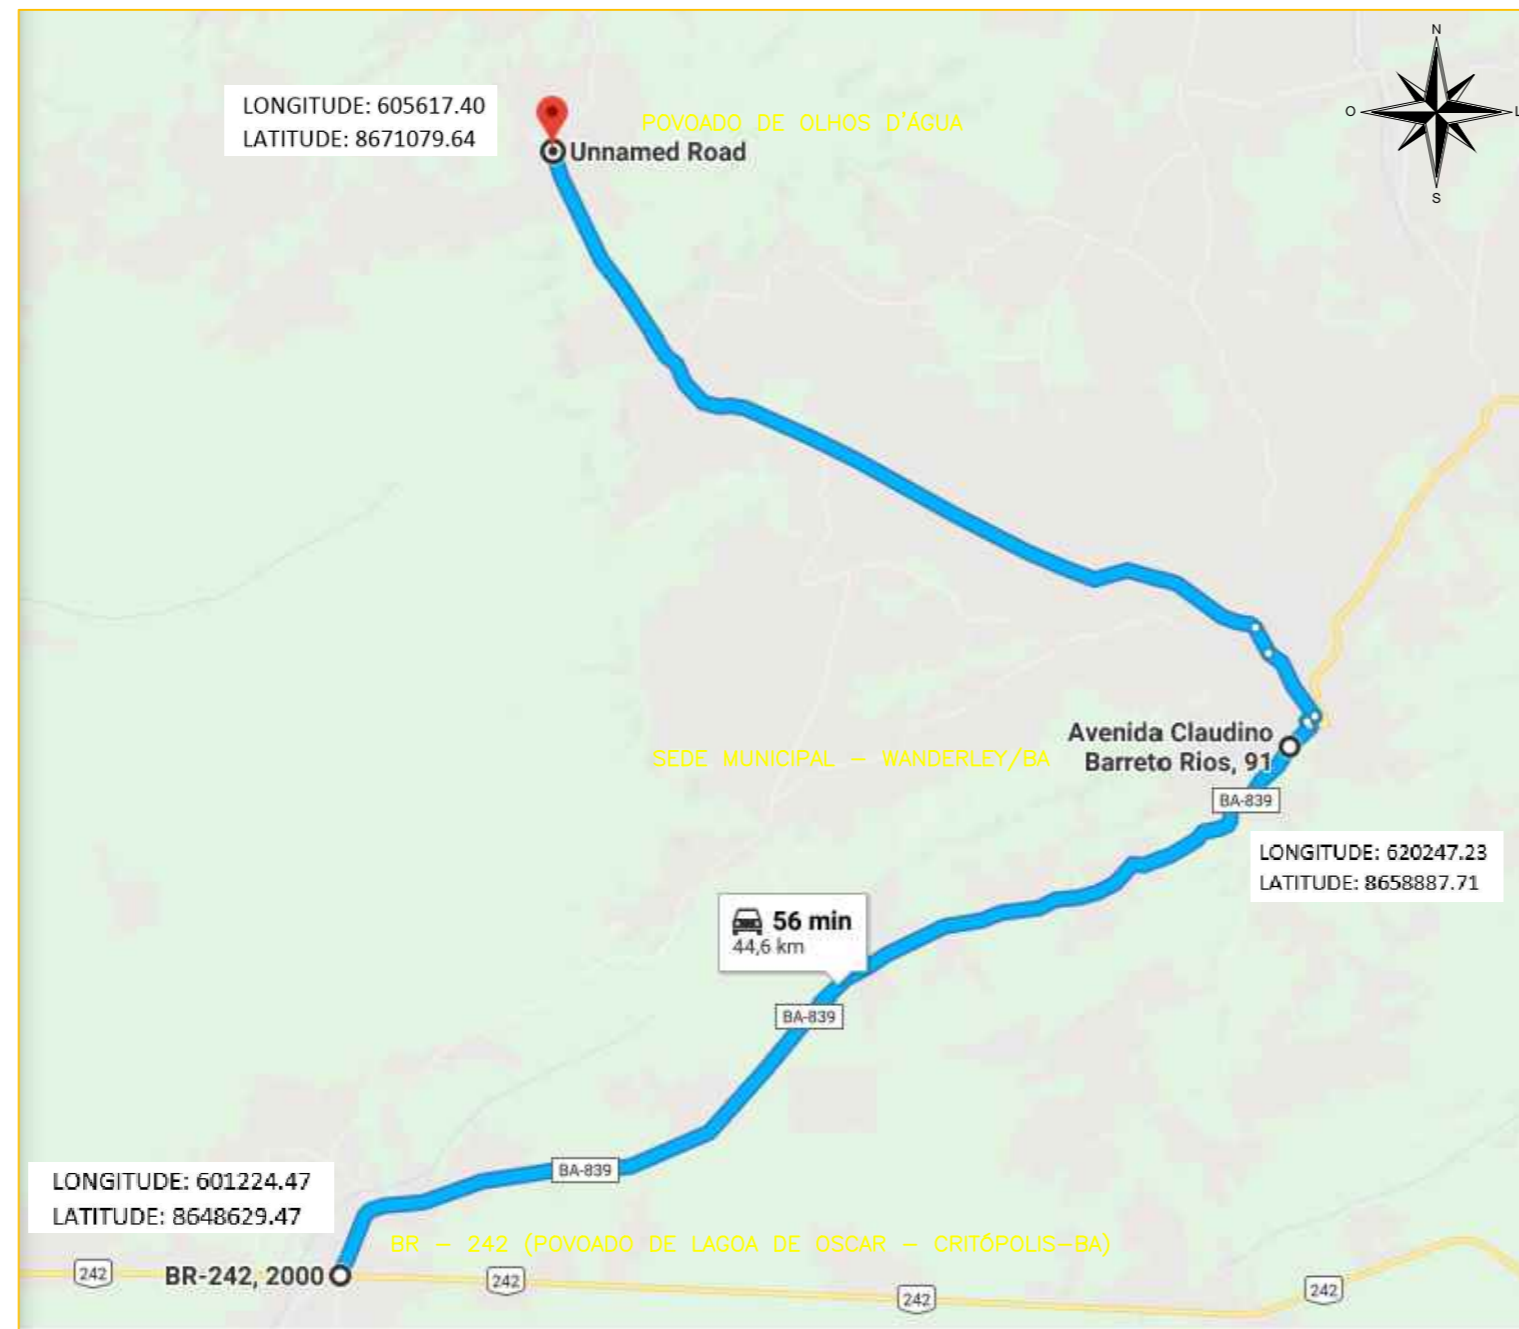 N
O
L
S
LONGITUDE: 605617.40
LATITUDE: 8671079.64
POVOADO DE OLHOS D'ÁGUA
Unnamed Road
SEDE MUNICIPAL - WANDERLEY/BA
Avenida Claudino
Barreto Rios, 91
BA-839
LONGITUDE: 620247.23
LATITUDE: 8658887.71
56 min
44,6 km
BA-839
BA-839
LONGITUDE: 601224.47
LATITUDE: 8648629.47
BR - 242 (POVOADO DE LAGOA DE OSCAR - CRITÓPOLIS-BA)
242
BR-242, 2000
242
242
242